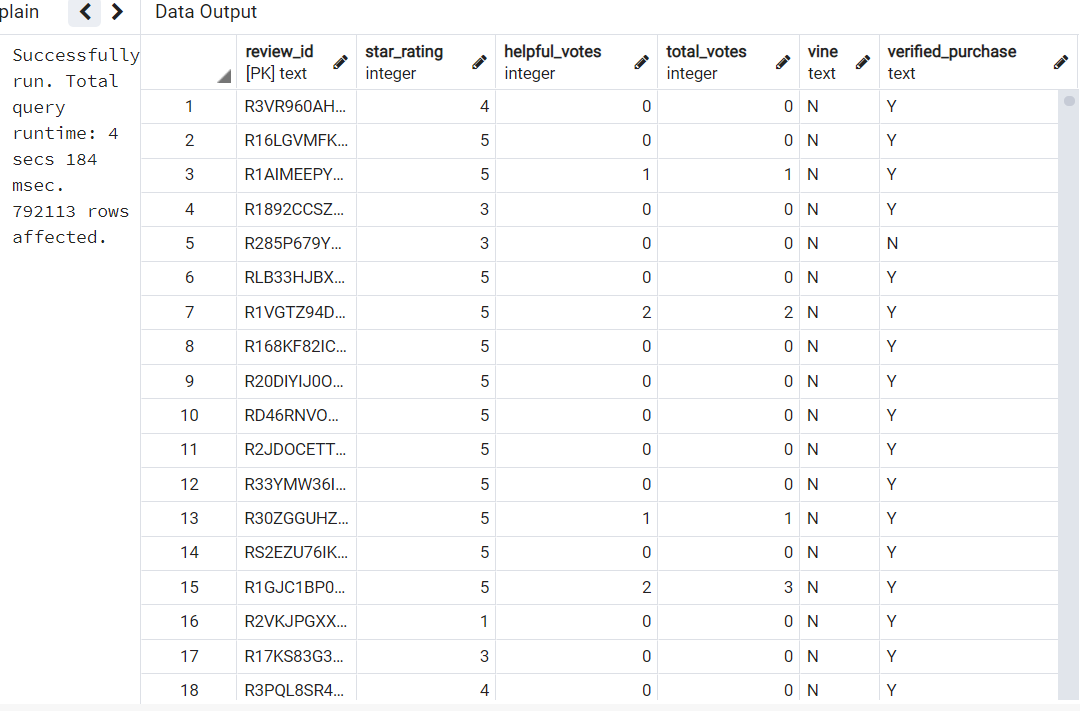 plain Data Output
Successfully
run. Total
query
runtime: 4
secs 184
msec.
792113 rows
affected.
review_id star_rating helpful_votes total_votes vine verified_purchase
[PK] text integer integer integer text text
1 R3VR960AH... 4 0 0 N Y
2 R16LGVMFK... 5 0 0 N Y
3 R1AIMEEPY... 5 1 1 N Y
4 R1892CCSZ... 3 0 0 N Y
5 R285P679Y... 3 0 0 N N
6 RLB33HJBX... 5 0 0 N Y
7 R1VGTZ94D... 5 2 2 N Y
8 R168KF82IC... 5 0 0 N Y
9 R20DIYIJ0O... 5 0 0 N Y
10 RD46RNVO... 5 0 0 N Y
11 R2JDOCETT... 5 0 0 N Y
12 R33YMW36I... 5 0 0 N Y
13 R30ZGGUHZ... 5 1 1 N Y
14 RS2EZU76IK... 5 0 0 N Y
15 R1GJC1BP0... 5 2 3 N Y
16 R2VKJPGXX... 1 0 0 N Y
17 R17KS83G3... 3 0 0 N Y
18 R3PQL8SR4... 4 0 0 N Y